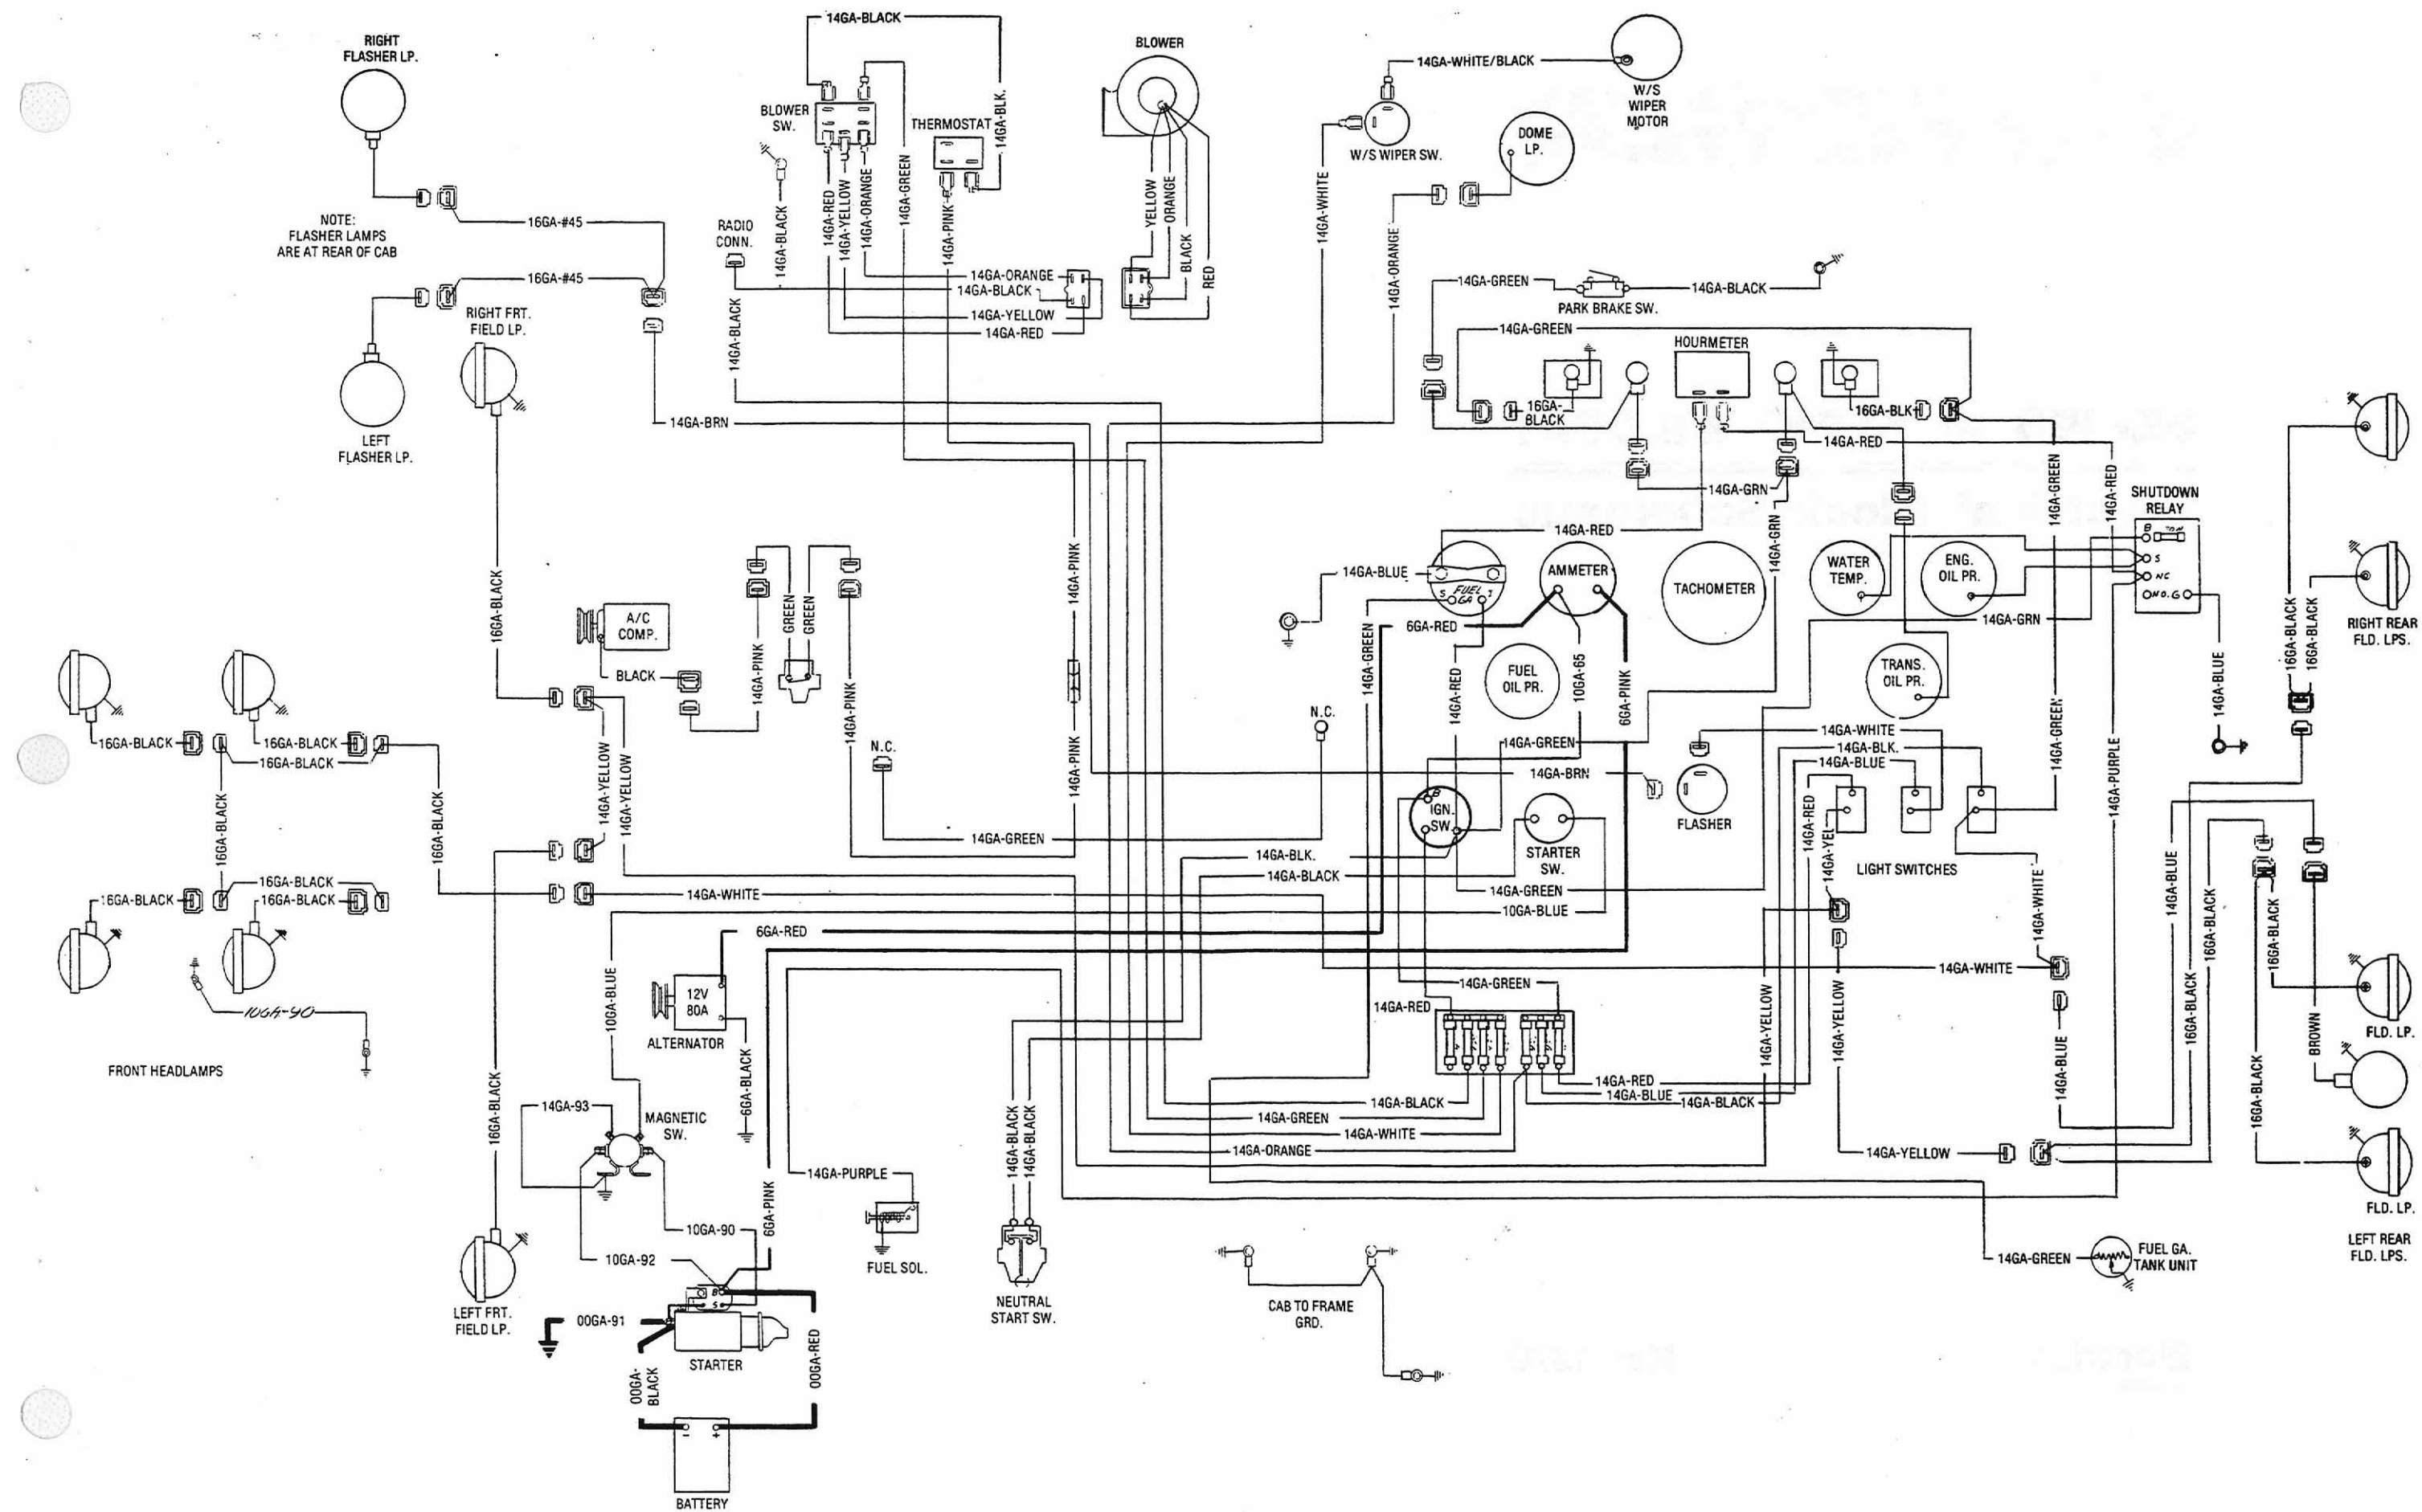 RIGHT
FLASHER LP.
NOTE:
FLASHER LAMPS
ARE AT REAR OF CAB
16GA-#45
16GA-#45
LEFT
FLASHER LP.
RIGHT FRT.
FIELD LP.
14GA-BRN
14GA-BLACK
BLOWER
SW.
THERMOSTAT
14GA-BLK.
RADIO
CONN.
14GA-BLACK
14GA-BLACK
14GA-RED
14GA-YELLOW
14GA-ORANGE
14GA-GREEN
14GA-PINK
14GA-ORANGE
14GA-BLACK
14GA-YELLOW
14GA-RED
BLOWER
YELLOW
ORANGE
BLACK
RED
14GA-WHITE/BLACK
W/S
WIPER
MOTOR
W/S WIPER SW.
DOME
LP.
14GA-WHITE
14GA-ORANGE
14GA-GREEN
PARK BRAKE SW.
14GA-BLACK
14GA-GREEN
HOURMETER
16GA-
BLACK
16GA-BLK
14GA-RED
14GA-GRN
14GA-GRN
14GA-GREEN
14GA-RED
SHUTDOWN
RELAY
B
S
NC
NO. G
14GA-RED
14GA-BLUE
S
FUEL
GA
I
AMMETER
TACHOMETER
WATER
TEMP.
ENG.
OIL PR.
14GA-GRN
6GA-RED
FUEL
OIL PR.
TRANS.
OIL PR.
14GA-GREEN
14GA-RED
10GA-65
6GA-PINK
14GA-BLUE
16GA-BLACK
16GA-BLACK
RIGHT REAR
FLD. LPS.
16GA-BLACK
A/C
COMP.
BLACK
14GA-PINK
GREEN
GREEN
14GA-PINK
14GA-PINK
14GA-PINK
N.C.
N.C.
14GA-GREEN
14GA-YELLOW
14GA-YELLOW
16GA-BLACK
16GA-BLACK
16GA-BLACK
16GA-BLACK
16GA-BLACK
16GA-BLACK
16GA-BLACK
16GA-BLACK
10GA-90
FRONT HEADLAMPS
14GA-GREEN
14GA-BRN
FLASHER
14GA-WHITE
14GA-BLK.
14GA-BLUE
14GA-RED
14GA-YEL
LIGHT SWITCHES
14GA-GREEN
14GA-PURPLE
B
IGN.
SW.
STARTER
SW.
14GA-BLK.
14GA-BLACK
14GA-GREEN
10GA-BLUE
14GA-WHITE
14GA-WHITE
14GA-WHITE
6GA-RED
10GA-BLUE
12V
80A
ALTERNATOR
6GA-BLACK
14GA-GREEN
14GA-RED
14GA-RED
14GA-BLUE
14GA-BLACK
14GA-BLACK
14GA-GREEN
14GA-WHITE
14GA-ORANGE
14GA-YELLOW
14GA-YELLOW
14GA-YELLOW
14GA-BLUE
14GA-BLUE
16GA-BLACK
16GA-BLACK
16GA-BLACK
16GA-BLACK
BROWN
FLD. LP.
FLD. LP.
LEFT REAR
FLD. LPS.
16GA-BLACK
LEFT FRT.
FIELD LP.
14GA-93
MAGNETIC
SW.
10GA-90
10GA-92
6GA-PINK
14GA-PURPLE
FUEL SOL.
14GA-BLACK
14GA-BLACK
NEUTRAL
START SW.
CAB TO FRAME
GRD.
14GA-GREEN
FUEL GA.
TANK UNIT
B
S
00GA-91
STARTER
00GA-
BLACK
00GA-RED
- +
BATTERY